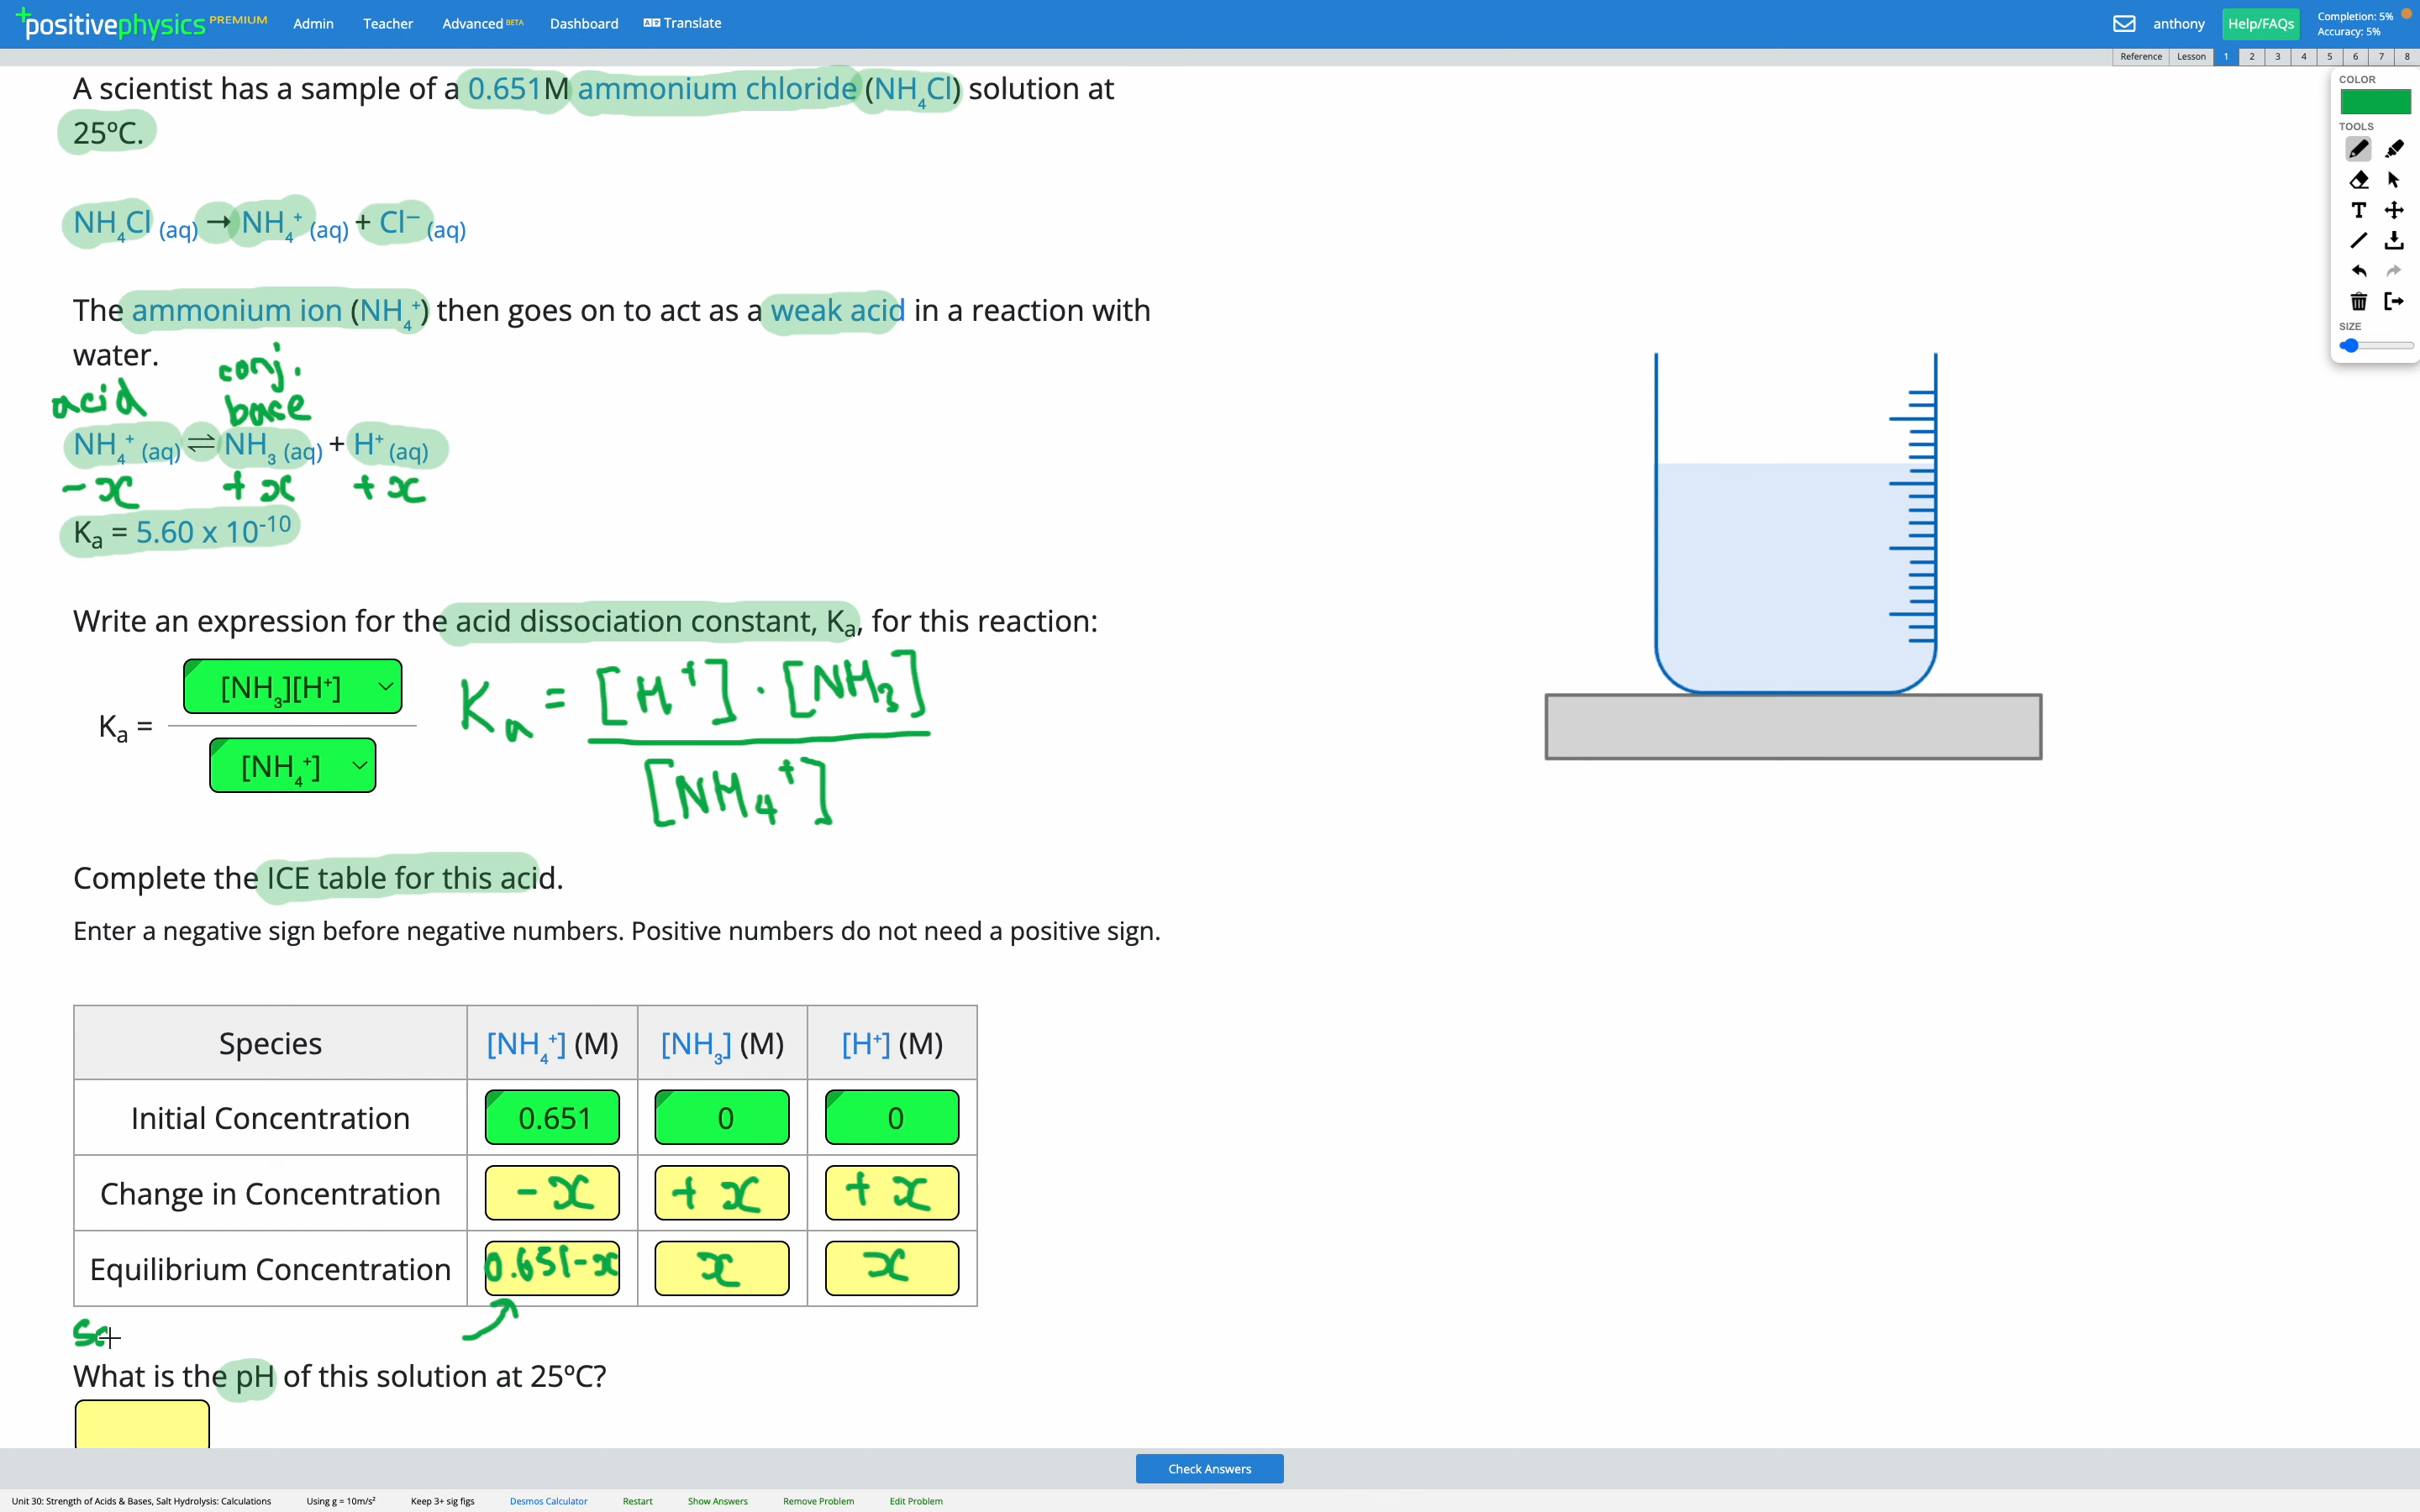 positivephysics PREMIUM Admin Teacher Advanced BETA Dashboard Translate anthony Help/FAQs Completion: 5%
Accuracy: 5%
Reference Lesson 1 2 3 4 5 6 7 8
COLOR
TOOLS
SIZE
A scientist has a sample of a 0.651M ammonium chloride (NH₄Cl) solution at
25°C.
NH₄Cl (aq) → NH₄⁺ (aq) + Cl⁻ (aq)
The ammonium ion (NH₄⁺) then goes on to act as a weak acid in a reaction with
water.
conj.
acid base
NH₄⁺ (aq) ⇌ NH₃ (aq) + H⁺ (aq)
-x +x +x
Kₐ = 5.60 x 10⁻¹⁰
Write an expression for the acid dissociation constant, Kₐ, for this reaction:
Kₐ = [NH₃][H⁺]
[NH₄⁺]
Kₐ = [H⁺] · [NH₃]
[NH₄⁺]
Complete the ICE table for this acid.
Enter a negative sign before negative numbers. Positive numbers do not need a positive sign.
Species [NH₄⁺] (M) [NH₃] (M) [H⁺] (M)
Initial Concentration 0.651 0 0
Change in Concentration -x +x +x
Equilibrium Concentration 0.651-x x x
What is the pH of this solution at 25°C?
Check Answers
Unit 30: Strength of Acids & Bases, Salt Hydrolysis: Calculations Using g = 10m/s² Keep 3+ sig figs Desmos Calculator Restart Show Answers Remove Problem Edit Problem